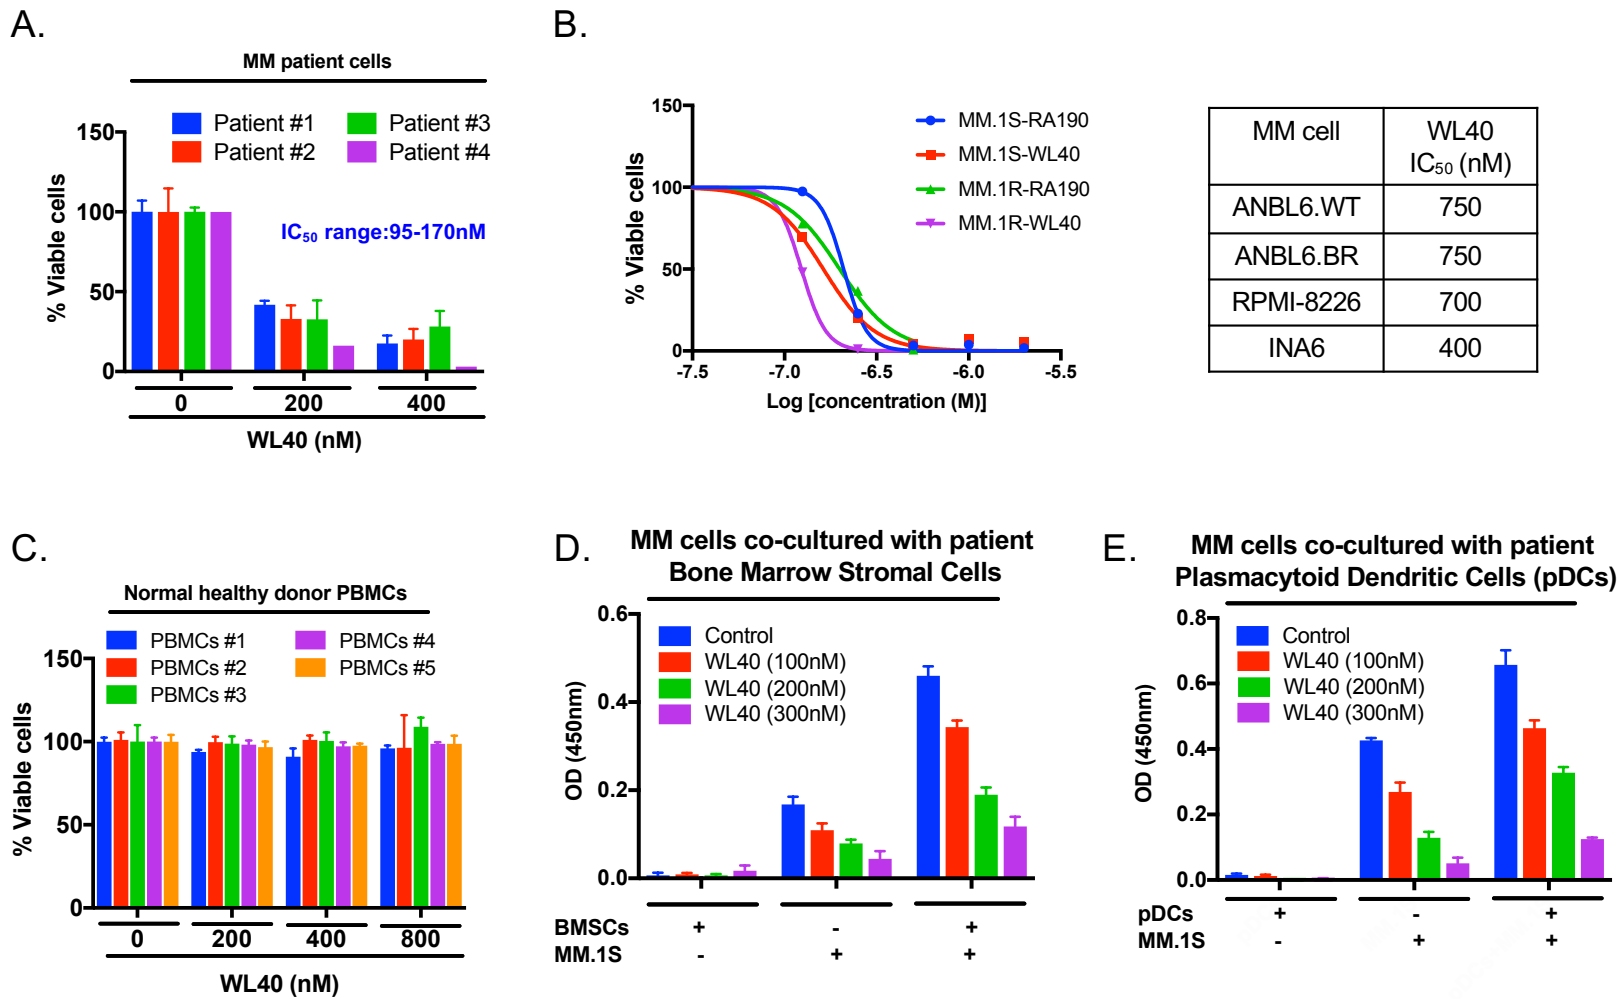 A.
MM patient cells
Patient #1
Patient #2
Patient #3
Patient #4
IC50 range:95-170nM
% Viable cells
150
100
50
0
0 200 400
WL40 (nM)
B.
MM.1S-RA190
MM.1S-WL40
MM.1R-RA190
MM.1R-WL40
% Viable cells
150
100
50
0
-7.5 -7.0 -6.5 -6.0 -5.5
Log [concentration (M)]
MM cell WL40
IC50 (nM)
ANBL6.WT 750
ANBL6.BR 750
RPMI-8226 700
INA6 400
C.
Normal healthy donor PBMCs
PBMCs #1
PBMCs #2
PBMCs #3
PBMCs #4
PBMCs #5
% Viable cells
150
100
50
0
0 200 400 800
WL40 (nM)
D.
MM cells co-cultured with patient
Bone Marrow Stromal Cells
Control
WL40 (100nM)
WL40 (200nM)
WL40 (300nM)
OD (450nm)
0.6
0.4
0.2
0.0
BMSCs + - +
MM.1S - + +
E.
MM cells co-cultured with patient
Plasmacytoid Dendritic Cells (pDCs)
Control
WL40 (100nM)
WL40 (200nM)
WL40 (300nM)
OD (450nm)
0.8
0.6
0.4
0.2
0.0
pDCs + - +
MM.1S - + +